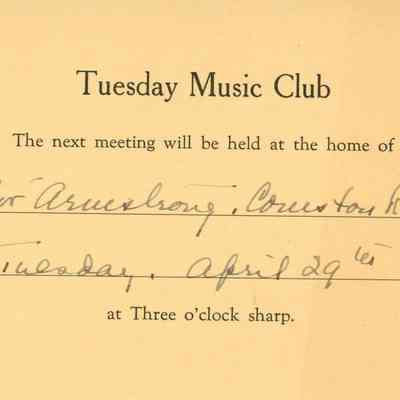 Tuesday Music Club
The next meeting will be held at the home of
Armstrong, Comstock
Tuesday. April 29th
at Three o'clock sharp.